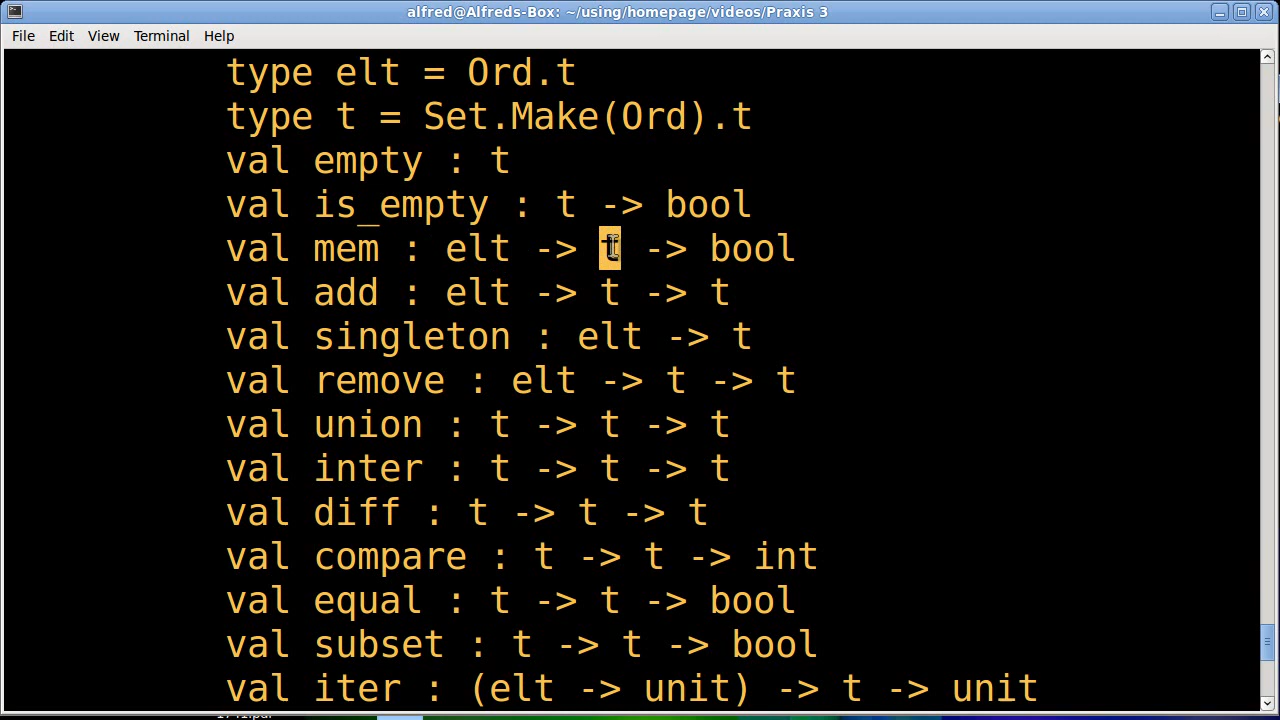 alfred@Alfreds-Box: ~/using/homepage/videos/Praxis 3
File Edit View Terminal Help
type elt = Ord.t
type t = Set.Make(Ord).t
val empty : t
val is_empty : t -> bool
val mem : elt -> t -> bool
val add : elt -> t -> t
val singleton : elt -> t
val remove : elt -> t -> t
val union : t -> t -> t
val inter : t -> t -> t
val diff : t -> t -> t
val compare : t -> t -> int
val equal : t -> t -> bool
val subset : t -> t -> bool
val iter : (elt -> unit) -> t -> unit